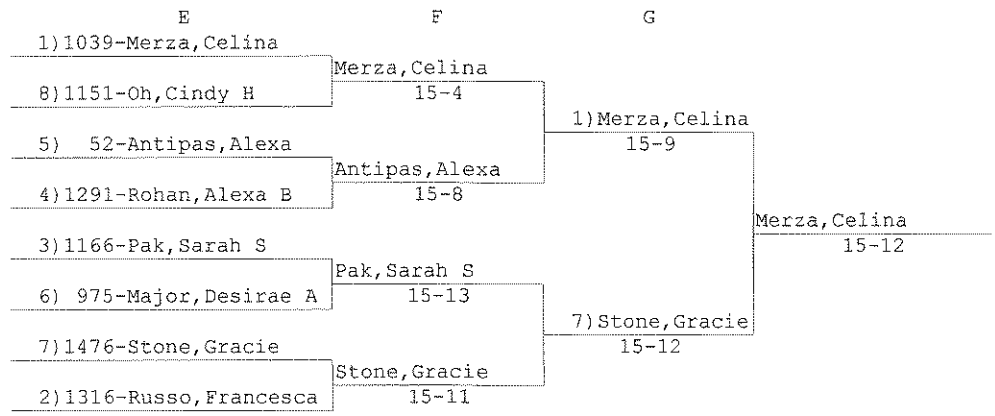 E F G
1)1039-Merza,Celina
Merza,Celina
8)1151-Oh,Cindy H 15-4
1)Merza,Celina
5) 52-Antipas,Alexa 15-9
Antipas,Alexa
4)1291-Rohan,Alexa B 15-8
Merza,Celina
3)1166-Pak,Sarah S 15-12
Pak,Sarah S
6) 975-Major,Desirae A 15-13
7)Stone,Gracie
7)1476-Stone,Gracie 15-12
Stone,Gracie
2)1316-Russo,Francesca 15-11